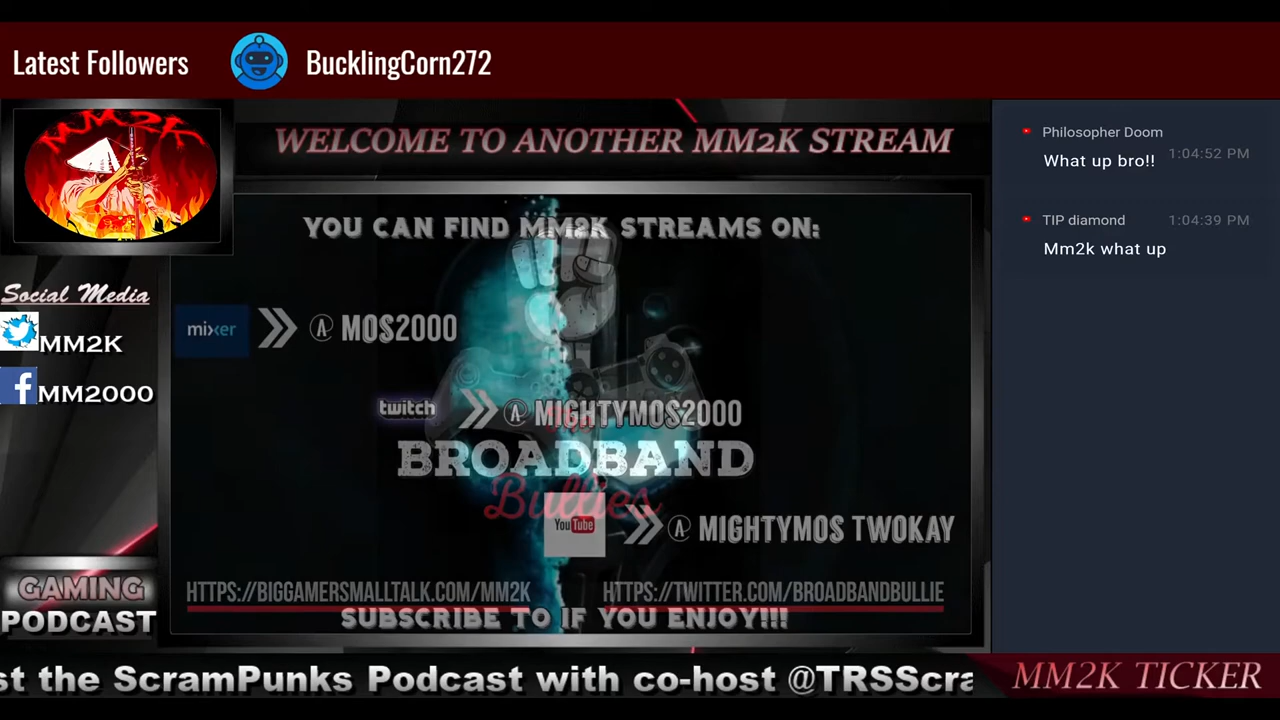 Latest Followers
BucklingCorn272
MM2K
WELCOME TO ANOTHER MM2K STREAM
Philosopher Doom
What up bro!!
1:04:52 PM
TIP diamond
1:04:39 PM
Mm2k what up
YOU CAN FIND MM2K STREAMS ON:
Social Media
MM2K
MM2000
mixer
@ MOS2000
twitch
@ MIGHTYMOS2000
BROADBAND
Bullies
YouTube
@ MIGHTYMOS TWOKAY
GAMING
PODCAST
HTTPS://BIGGAMERSMALLTALK.COM/MM2K
HTTPS://TWITTER.COM/BROADBANDBULLIE
SUBSCRIBE TO IF YOU ENJOY!!!
st the ScramPunks Podcast with co-host @TRSScra
MM2K TICKER